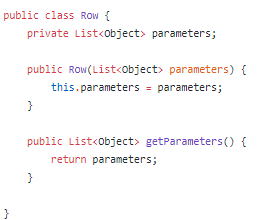 public class Row {
    private List<Object> parameters;
    public Row(List<Object> parameters) {
        this.parameters = parameters;
    }
    public List<Object> getParameters() {
        return parameters;
    }
}